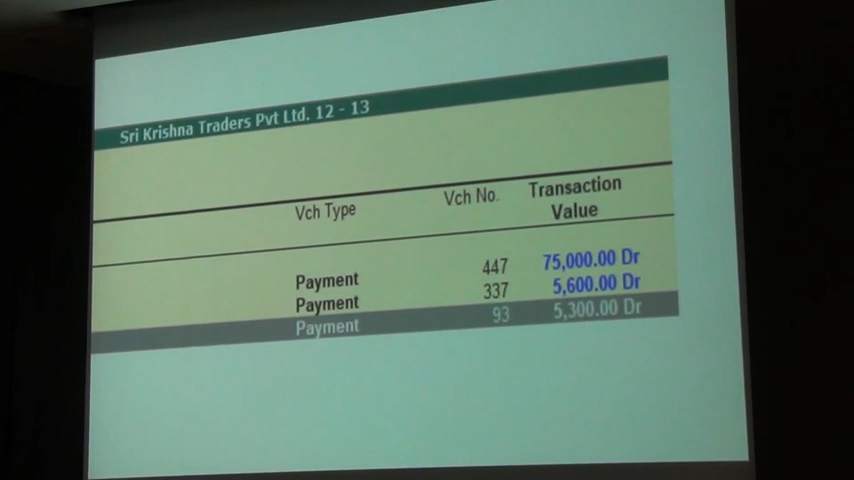 Sri Krishna Traders Pvt Ltd. 12 - 13
Vch Type Vch No. Transaction Value
Payment 447 75,000.00 Dr
Payment 337 5,600.00 Dr
Payment 93 5,300.00 Dr